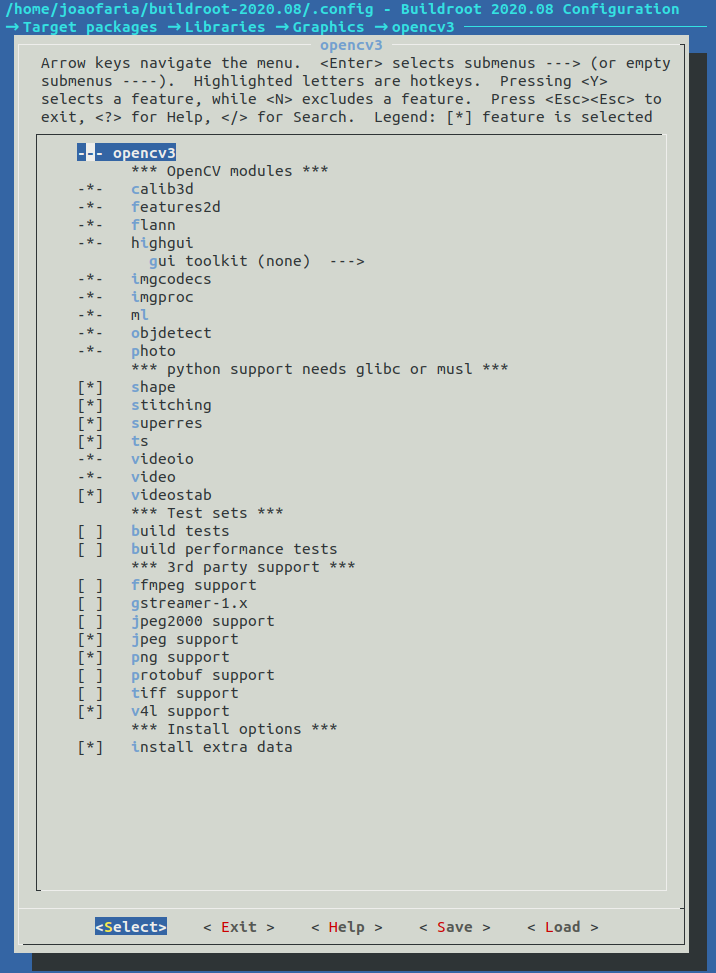 /home/joaofaria/buildroot-2020.08/.config - Buildroot 2020.08 Configuration
→ Target packages → Libraries → Graphics → opencv3
opencv3
Arrow keys navigate the menu.  <Enter> selects submenus ---> (or empty
submenus ----).  Highlighted letters are hotkeys.  Pressing <Y>
selects a feature, while <N> excludes a feature.  Press <Esc><Esc> to
exit, <?> for Help, </> for Search.  Legend: [*] feature is selected
--- opencv3
*** OpenCV modules ***
-*-   calib3d
-*-   features2d
-*-   flann
-*-   highgui
gui toolkit (none)  --->
-*-   imgcodecs
-*-   imgproc
-*-   ml
-*-   objdetect
-*-   photo
*** python support needs glibc or musl ***
[*]   shape
[*]   stitching
[*]   superres
[*]   ts
-*-   videoio
-*-   video
[*]   videostab
*** Test sets ***
[ ]   build tests
[ ]   build performance tests
*** 3rd party support ***
[ ]   ffmpeg support
[ ]   gstreamer-1.x
[ ]   jpeg2000 support
[*]   jpeg support
[*]   png support
[ ]   protobuf support
[ ]   tiff support
[*]   v4l support
*** Install options ***
[*]   install extra data
<Select>    < Exit >    < Help >    < Save >    < Load >